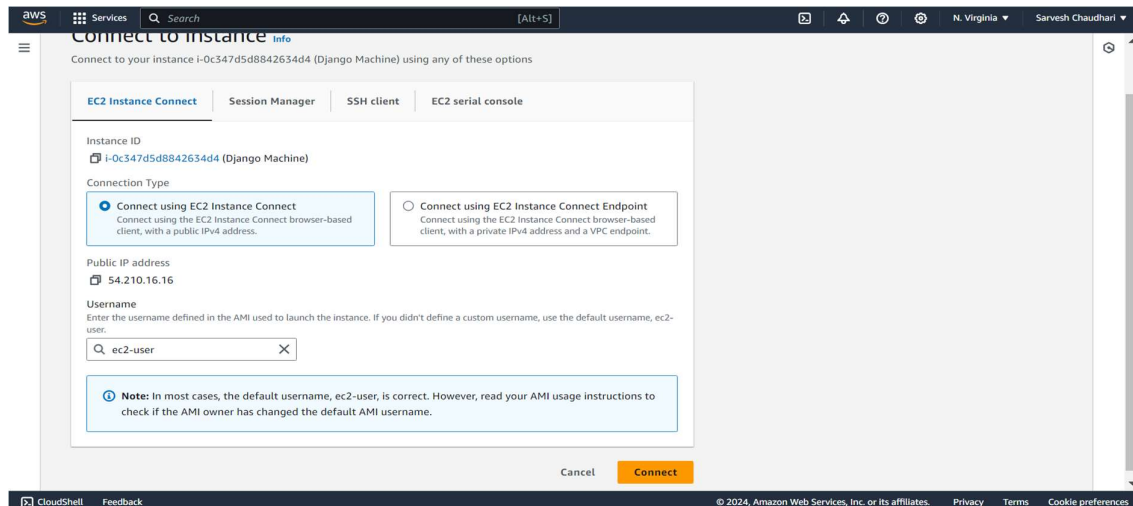 aws Services Search [Alt+S] N. Virginia ▼ Sarvesh Chaudhari ▼
Connect to instance Info
Connect to your instance i-0c347d5d8842634d4 (Django Machine) using any of these options
EC2 Instance Connect Session Manager SSH client EC2 serial console
Instance ID
i-0c347d5d8842634d4 (Django Machine)
Connection Type
Connect using EC2 Instance Connect
Connect using the EC2 Instance Connect browser-based
client, with a public IPv4 address.
Connect using EC2 Instance Connect Endpoint
Connect using the EC2 Instance Connect browser-based
client, with a private IPv4 address and a VPC endpoint.
Public IP address
54.210.16.16
Username
Enter the username defined in the AMI used to launch the instance. If you didn't define a custom username, use the default username, ec2-
user.
ec2-user
Note: In most cases, the default username, ec2-user, is correct. However, read your AMI usage instructions to
check if the AMI owner has changed the default AMI username.
Cancel Connect
CloudShell Feedback © 2024, Amazon Web Services, Inc. or its affiliates. Privacy Terms Cookie preferences